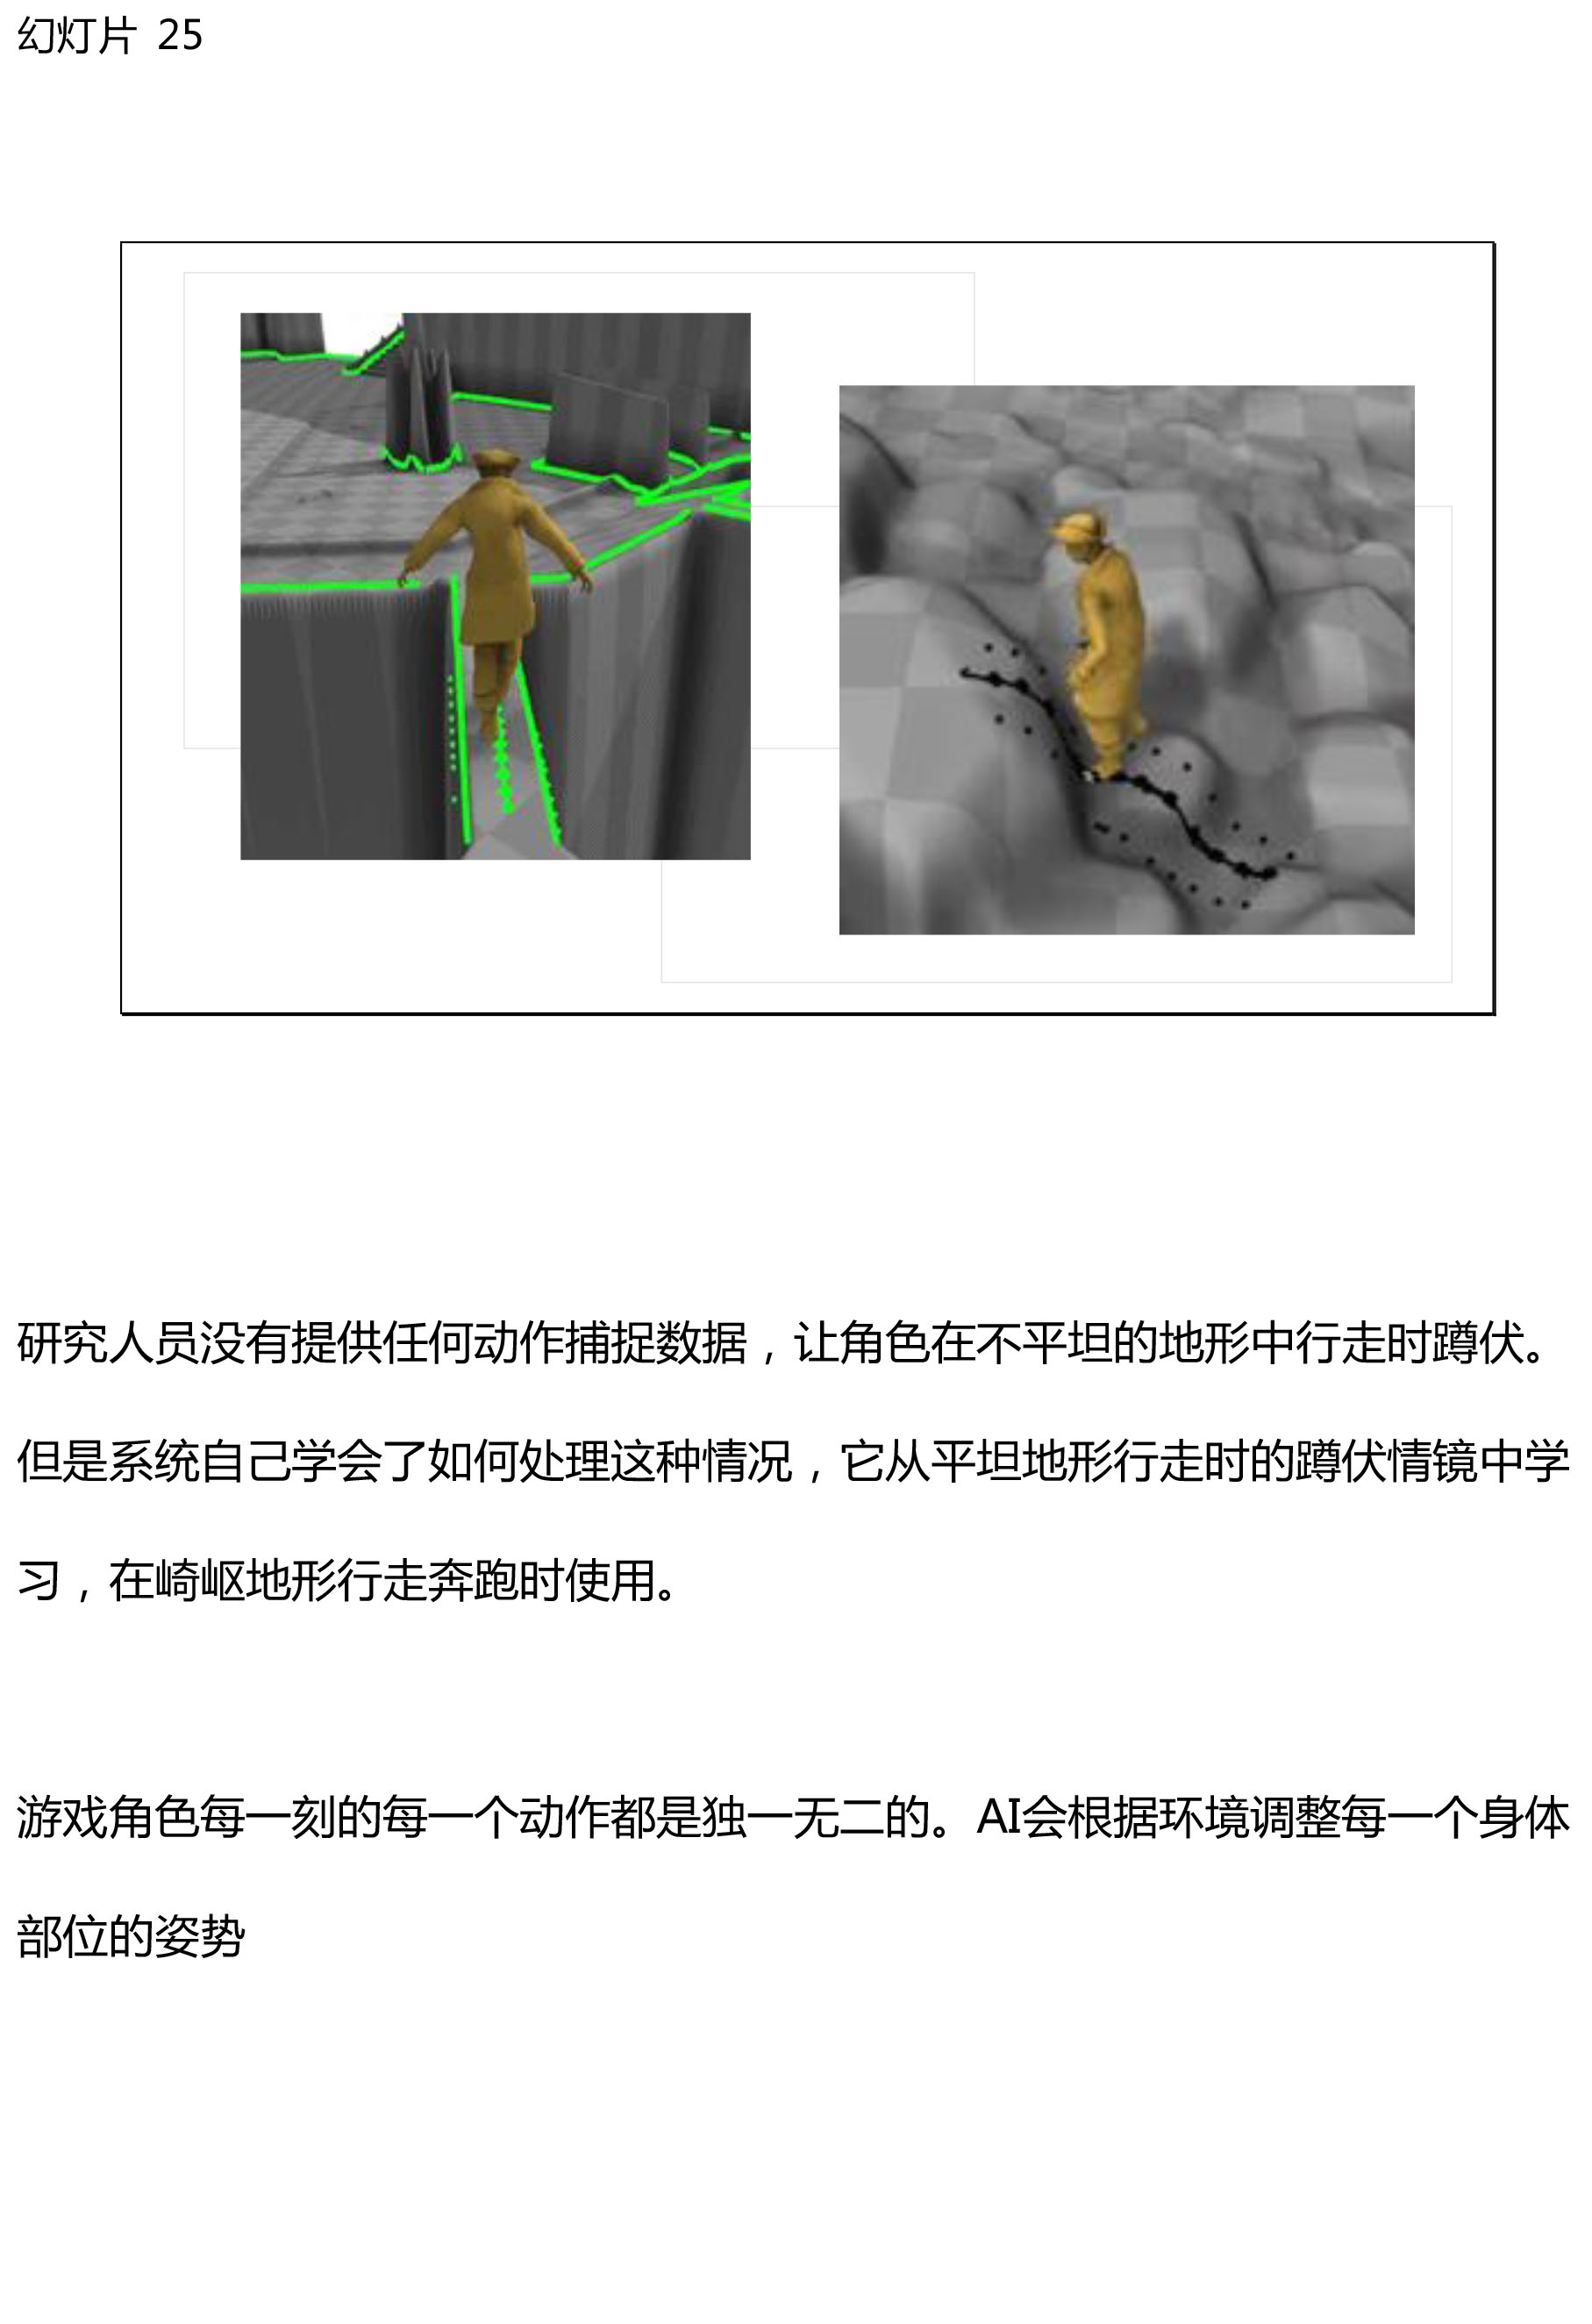 幻灯片 25
研究人员没有提供任何动作捕捉数据，让角色在不平坦的地形中行走时蹲伏。
但是系统自己学会了如何处理这种情况，它从平坦地形行走时的蹲伏情镜中学
习，在崎岖地形行走奔跑时使用。
游戏角色每一刻的每一个动作都是独一无二的。AI会根据环境调整每一个身体
部位的姿势